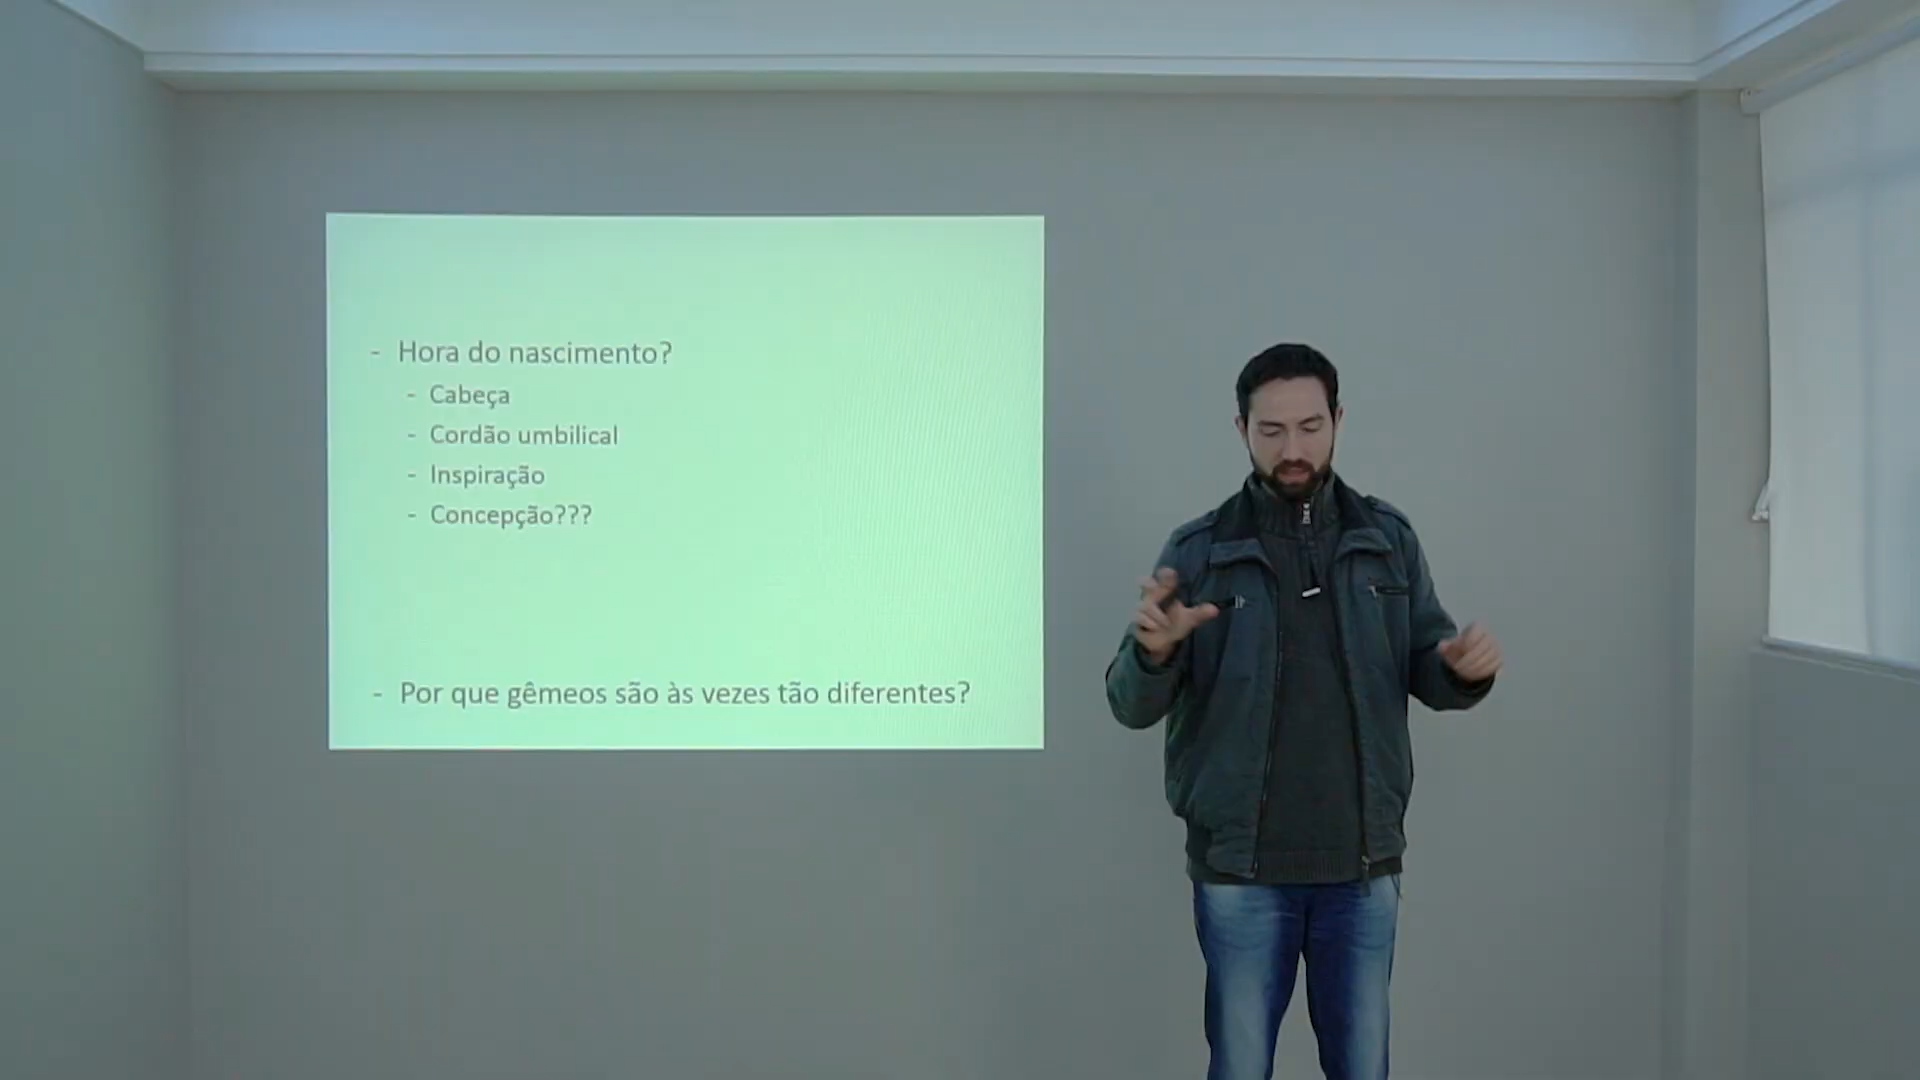 - Hora do nascimento?
- Cabeça
- Cordão umbilical
- Inspiração
- Concepção???
- Por que gêmeos são às vezes tão diferentes?